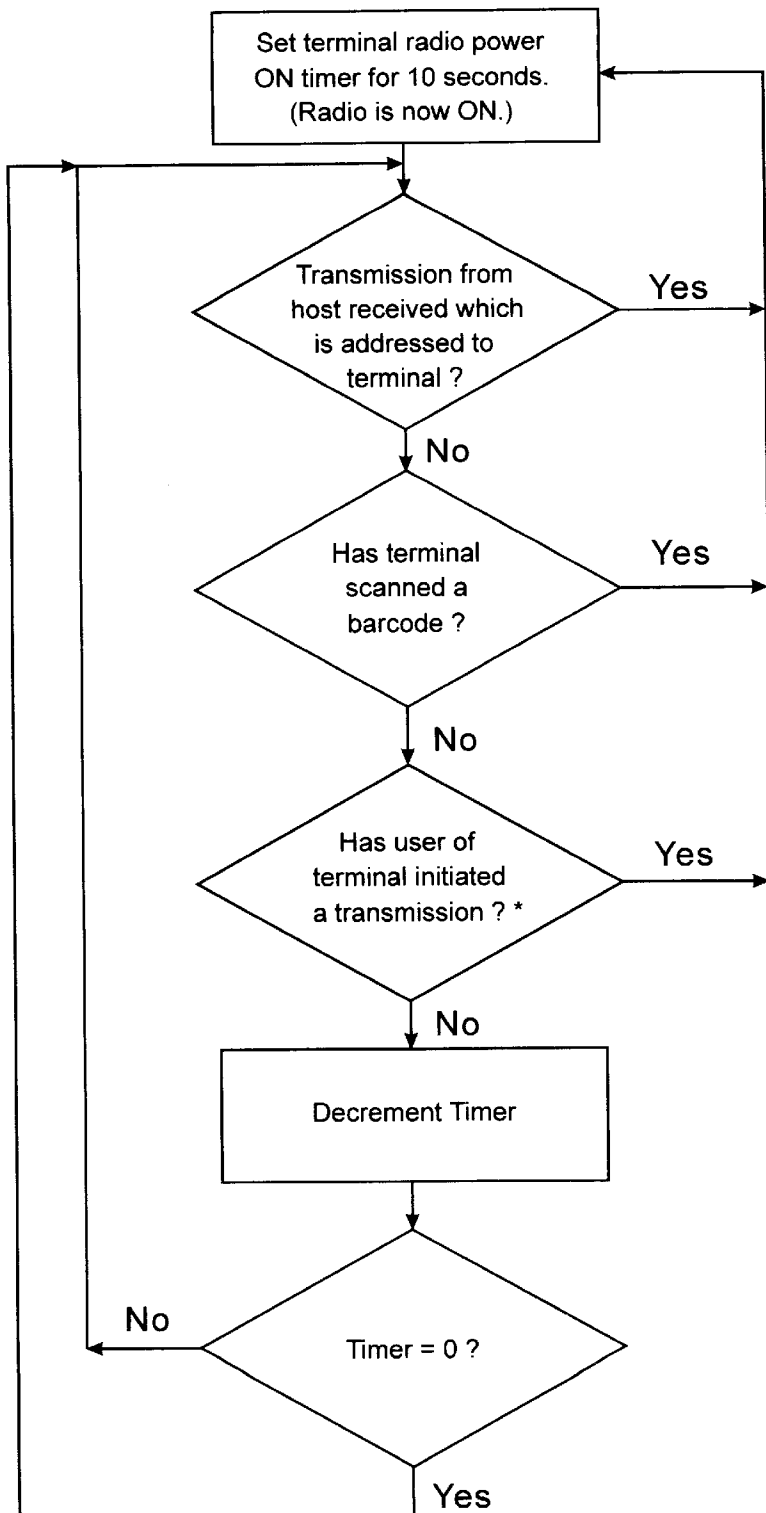 Set terminal radio power
ON timer for 10 seconds.
(Radio is now ON.)
Transmission from
host received which
is addressed to
terminal ?
Yes
No
Has terminal
scanned a
barcode ?
Yes
No
Has user of
terminal initiated
a transmission ? *
Yes
No
Decrement Timer
No
Timer = 0 ?
Yes